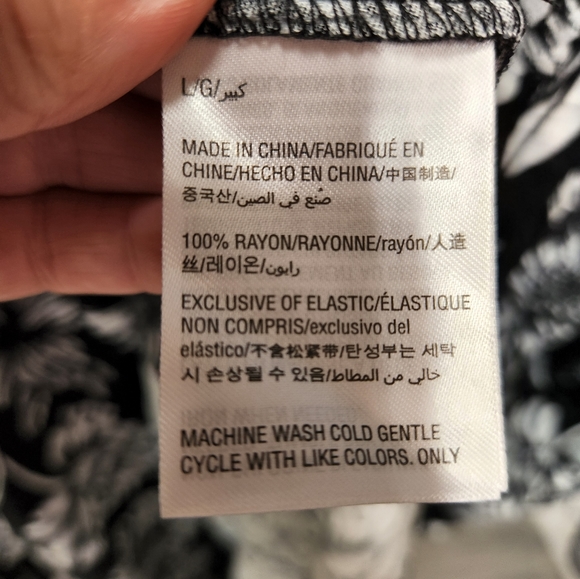 L/G/كبير
MADE IN CHINA/FABRIQUÉ EN
CHINE/HECHO EN CHINA/中国制造/
중국산/صُنع في الصين
100% RAYON/RAYONNE/rayón/人造
丝/레이온/رايون
EXCLUSIVE OF ELASTIC/ÉLASTIQUE
NON COMPRIS/exclusivo del
elástico/不含松紧带/탄성부는 세탁
시 손상될 수 있음/خالي من المطاط
MACHINE WASH COLD GENTLE
CYCLE WITH LIKE COLORS. ONLY